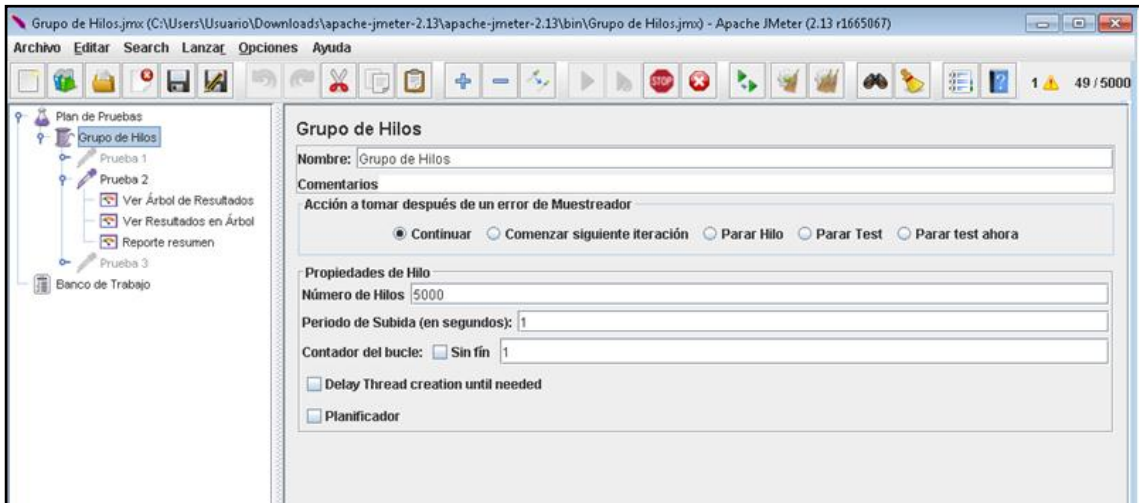 Grupo de Hilos.jmx (C:\Users\Usuario\Downloads\apache-jmeter-2.13\apache-jmeter-2.13\bin\Grupo de Hilos.jmx) - Apache JMeter (2.13 r1665067)
Archivo Editar Search Lanzar Opciones Ayuda
STOP ? 1 49 / 5000
Plan de Pruebas
Grupo de Hilos
Prueba 1
Prueba 2
Ver Árbol de Resultados
Ver Resultados en Árbol
Reporte resumen
Prueba 3
Banco de Trabajo
Grupo de Hilos
Nombre: Grupo de Hilos
Comentarios
Acción a tomar después de un error de Muestreador
Continuar Comenzar siguiente iteración Parar Hilo Parar Test Parar test ahora
Propiedades de Hilo
Número de Hilos 5000
Periodo de Subida (en segundos): 1
Contador del bucle: Sin fín 1
Delay Thread creation until needed
Planificador